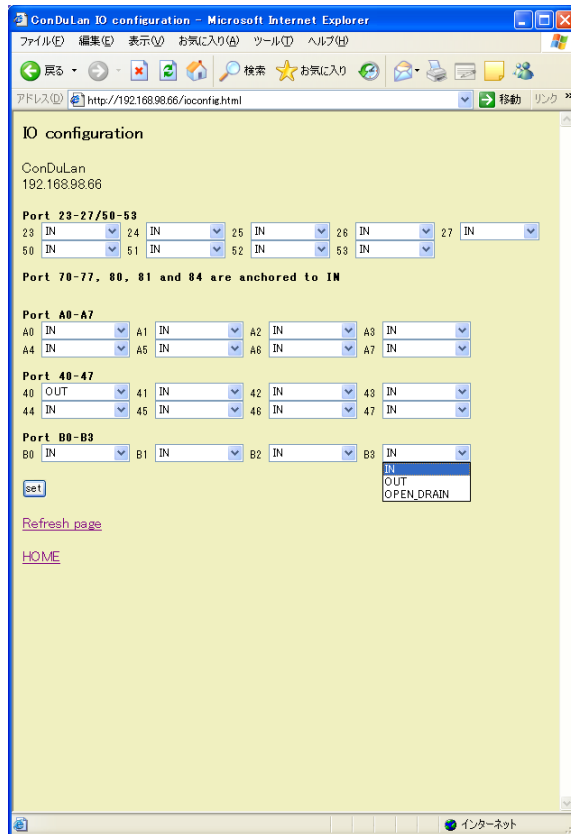 ConDuLan IO configuration - Microsoft Internet Explorer
ファイル(F) 編集(E) 表示(V) お気に入り(A) ツール(T) ヘルプ(H)
戻る 検索 お気に入り
アドレス(D) http://192.168.98.66/ioconfig.html 移動 リンク »
IO configuration
ConDuLan
192.168.98.66
Port 23-27/50-53
23 IN 24 IN 25 IN 26 IN 27 IN
50 IN 51 IN 52 IN 53 IN
Port 70-77, 80, 81 and 84 are anchored to IN
Port A0-A7
A0 IN A1 IN A2 IN A3 IN
A4 IN A5 IN A6 IN A7 IN
Port 40-47
40 OUT 41 IN 42 IN 43 IN
44 IN 45 IN 46 IN 47 IN
Port B0-B3
B0 IN B1 IN B2 IN B3 IN
IN
OUT
OPEN_DRAIN
set
Refresh page
HOME
インターネット